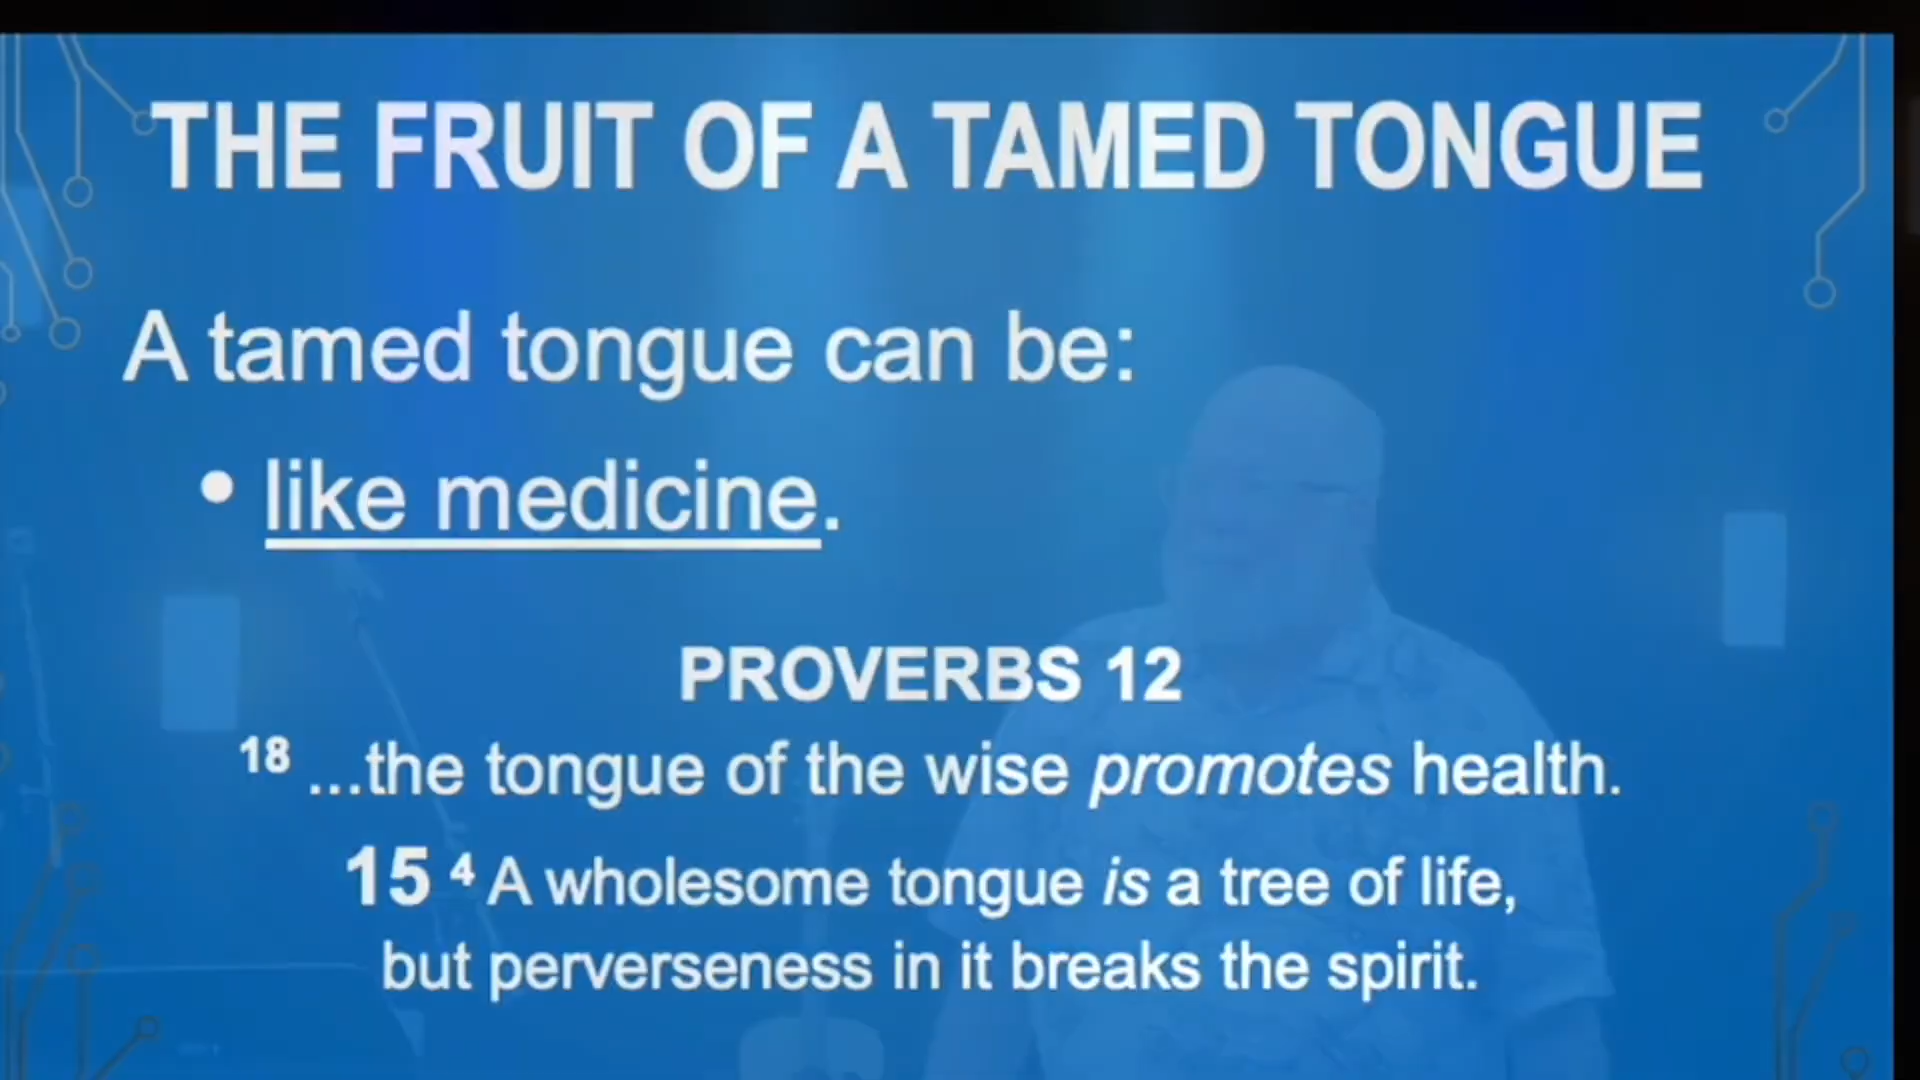 THE FRUIT OF A TAMED TONGUE
A tamed tongue can be:
• like medicine.
PROVERBS 12
18 ...the tongue of the wise promotes health.
15 4 A wholesome tongue is a tree of life,
but perverseness in it breaks the spirit.